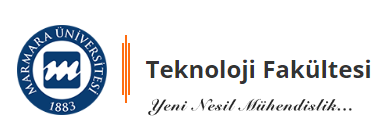 MARMARA ÜNİVERSİTESİ
m
1883
Teknoloji Fakültesi
Yeni Nesil Mühendislik...